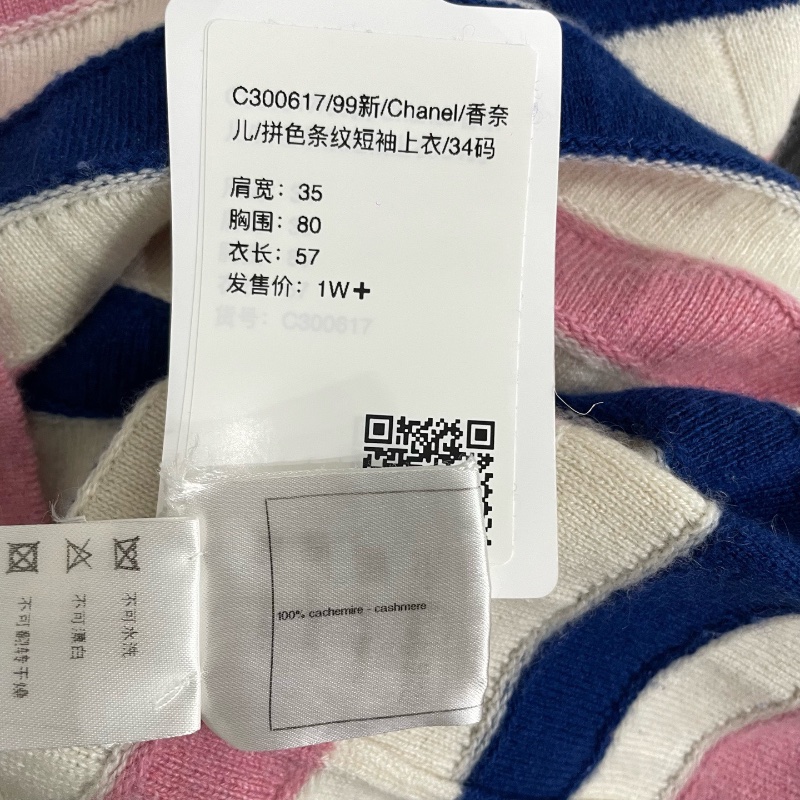 C300617/99新/Chanel/香奈
儿/拼色条纹短袖上衣/34码
肩宽：35
胸围：80
衣长：57
发售价：1W+
货号：C300617
100% cachemire - cashmere
不可水洗
不可漂白
不可翻转干燥